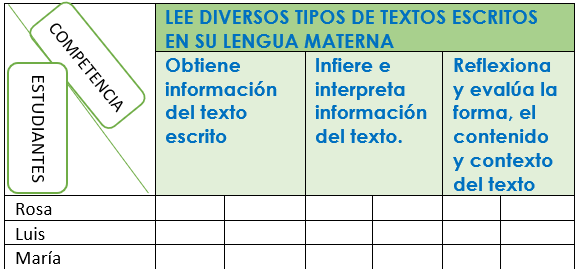 COMPETENCIA
ESTUDIANTES
LEE DIVERSOS TIPOS DE TEXTOS ESCRITOS
EN SU LENGUA MATERNA
Obtiene
información
del texto
escrito
Infiere e
interpreta
información
del texto.
Reflexiona
y evalúa la
forma, el
contenido
y contexto
del texto
Rosa
Luis
María